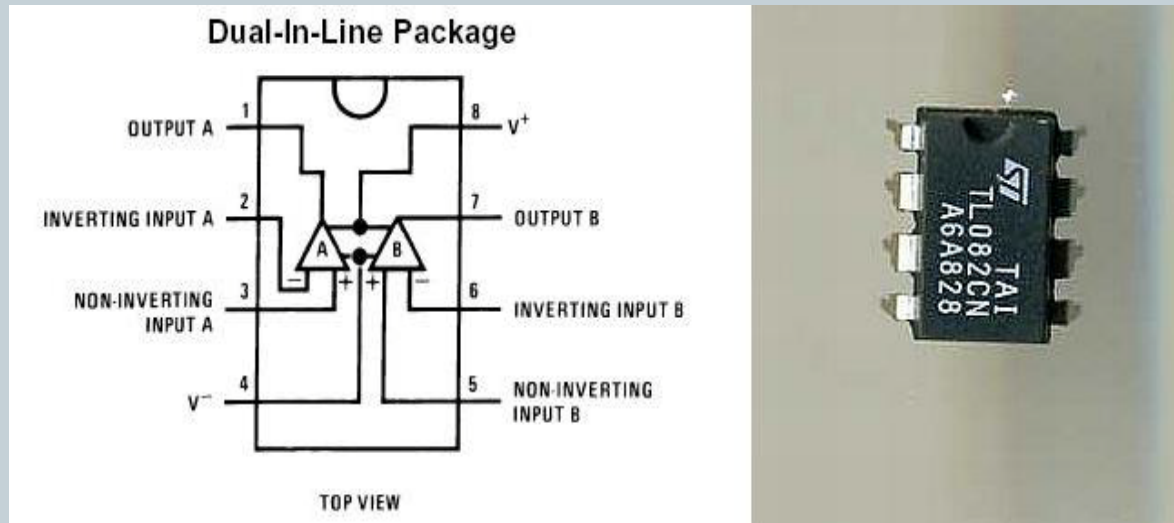 Dual-In-Line Package
1
OUTPUT A
2
INVERTING INPUT A
3
NON-INVERTING
INPUT A
4
V⁻
8
V⁺
7
OUTPUT B
6
INVERTING INPUT B
5
NON-INVERTING
INPUT B
A
B
−
+
+
−
TOP VIEW
ST
TAI
TL082CN
A6A828